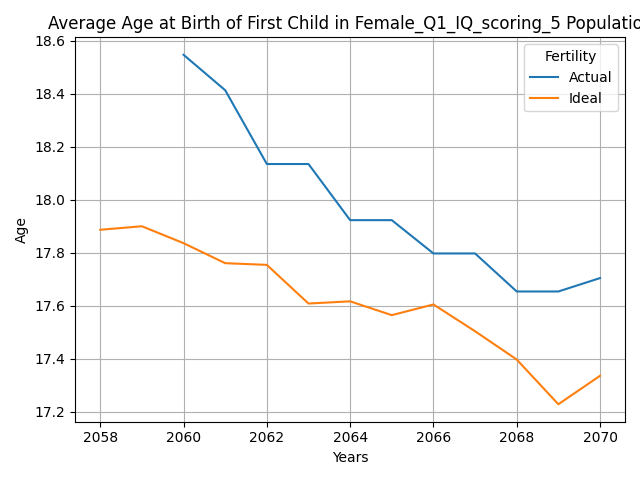 Average Age at Birth of First Child in Female_Q1_IQ_scoring_5 Populatio
18.6
18.4
18.2
18.0
17.8
17.6
17.4
17.2
Age
Fertility
Actual
Ideal
2058 2060 2062 2064 2066 2068 2070
Years